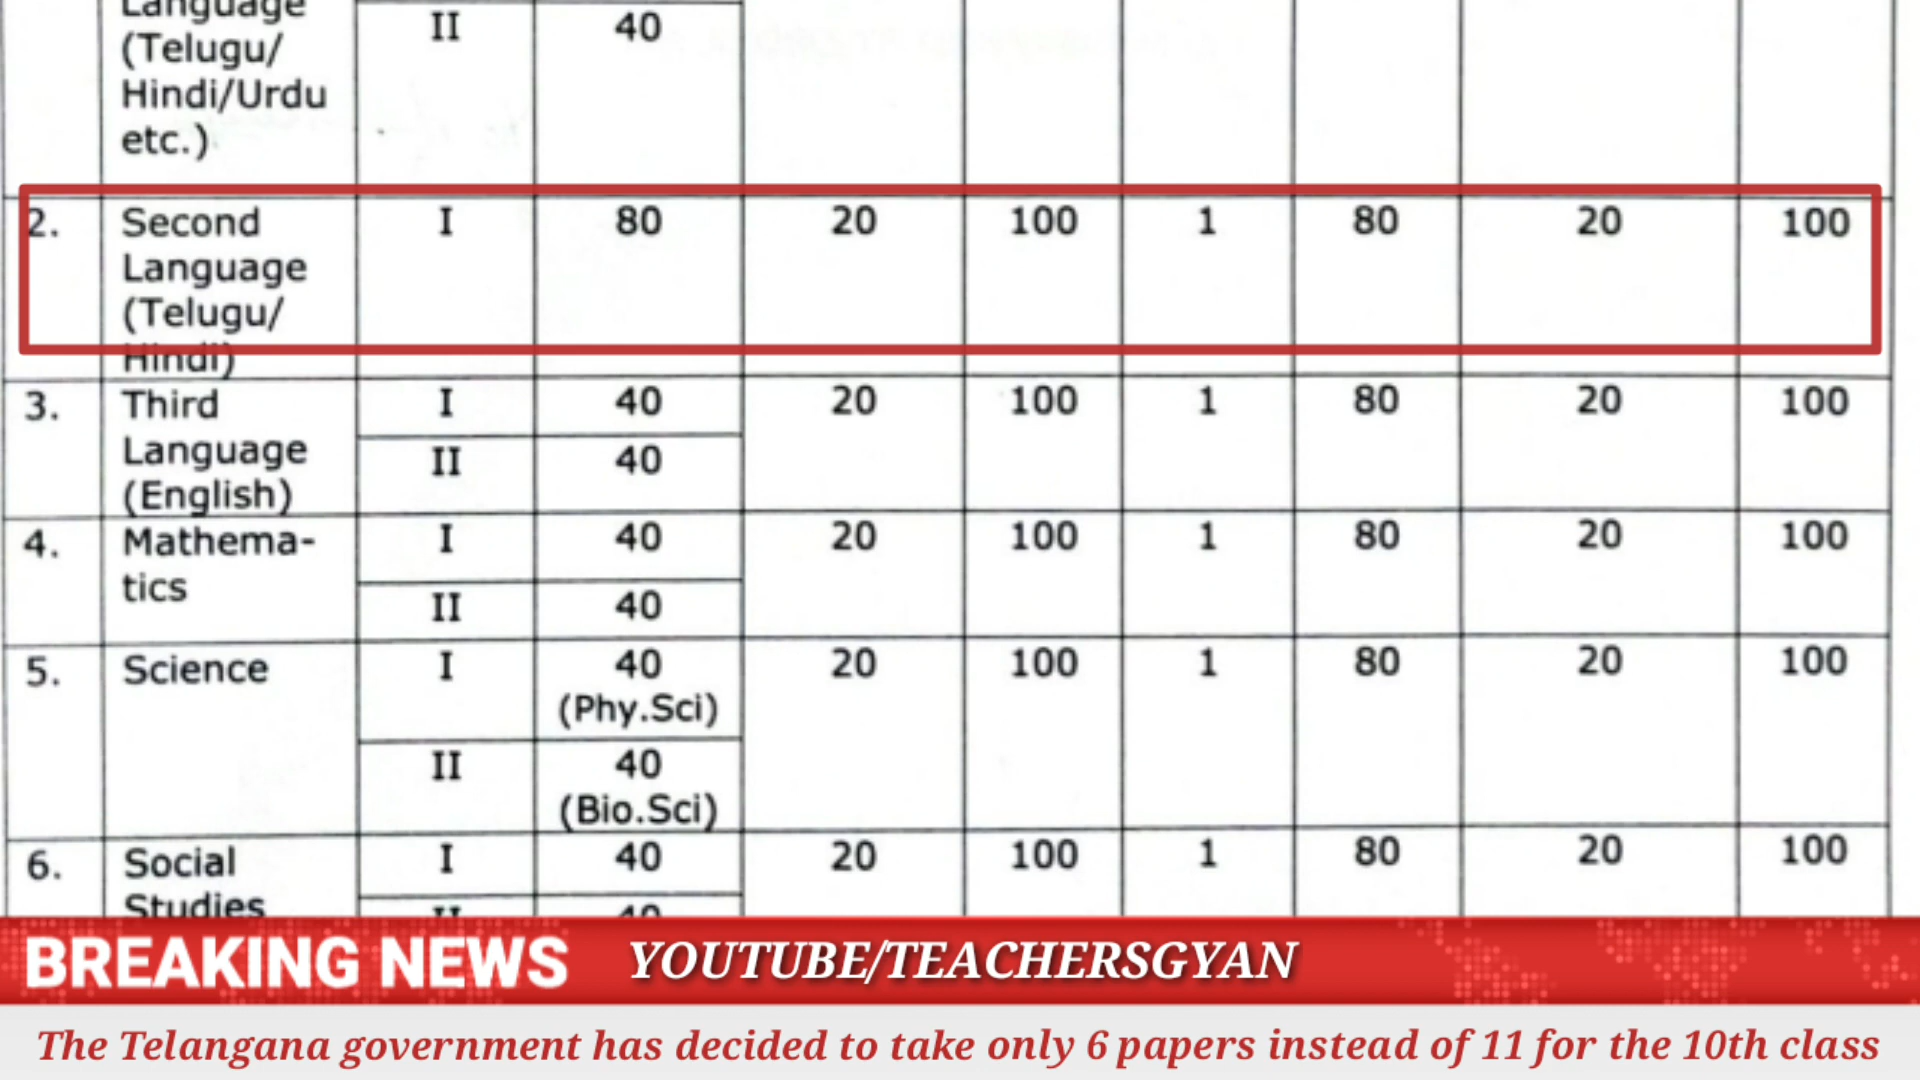 Language
(Telugu/
Hindi/Urdu
etc.)
II 40
2. Second I 80 20 100 1 80 20 100
Language
(Telugu/
Hindi)
3. Third I 40 20 100 1 80 20 100
Language II 40
(English)
4. Mathema- I 40 20 100 1 80 20 100
tics II 40
5. Science I 40 20 100 1 80 20 100
(Phy.Sci)
II 40
(Bio.Sci)
6. Social I 40 20 100 1 80 20 100
Studies II 40
BREAKING NEWS YOUTUBE/TEACHERSGYAN
The Telangana government has decided to take only 6 papers instead of 11 for the 10th class